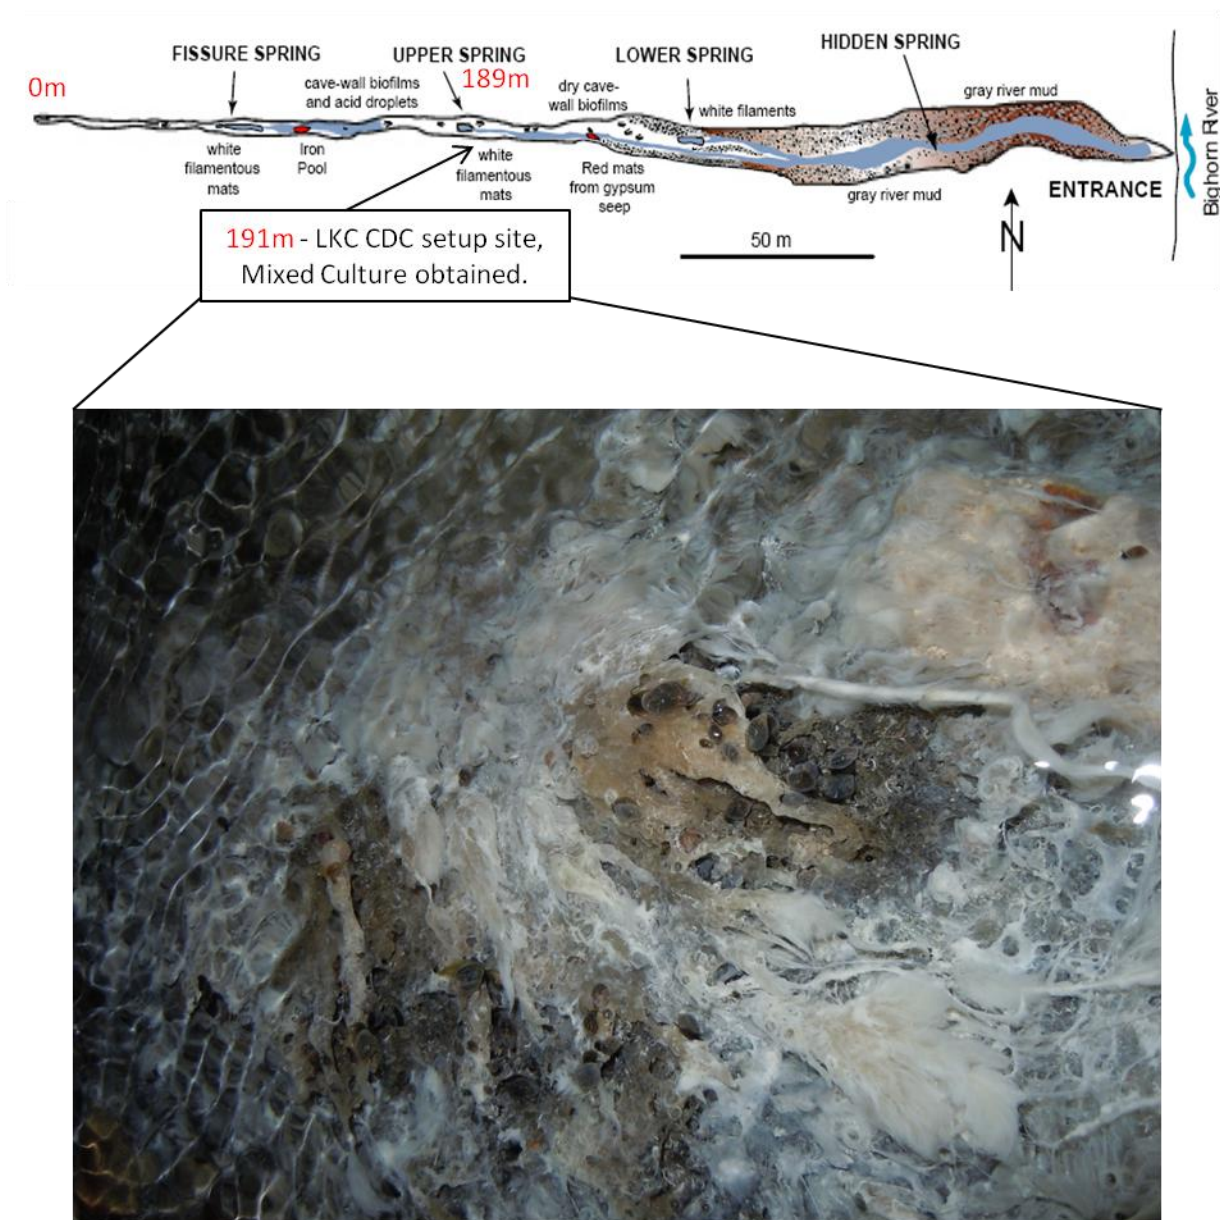 FISSURE SPRING
UPPER SPRING
LOWER SPRING
HIDDEN SPRING
0m
cave-wall biofilms
and acid droplets
189m
dry cave-
wall biofilms
white filaments
gray river mud
white
filamentous
mats
Iron
Pool
white
filamentous
mats
Red mats
from gypsum
seep
gray river mud
ENTRANCE
Bighorn River
191m - LKC CDC setup site,
Mixed Culture obtained.
50 m
N